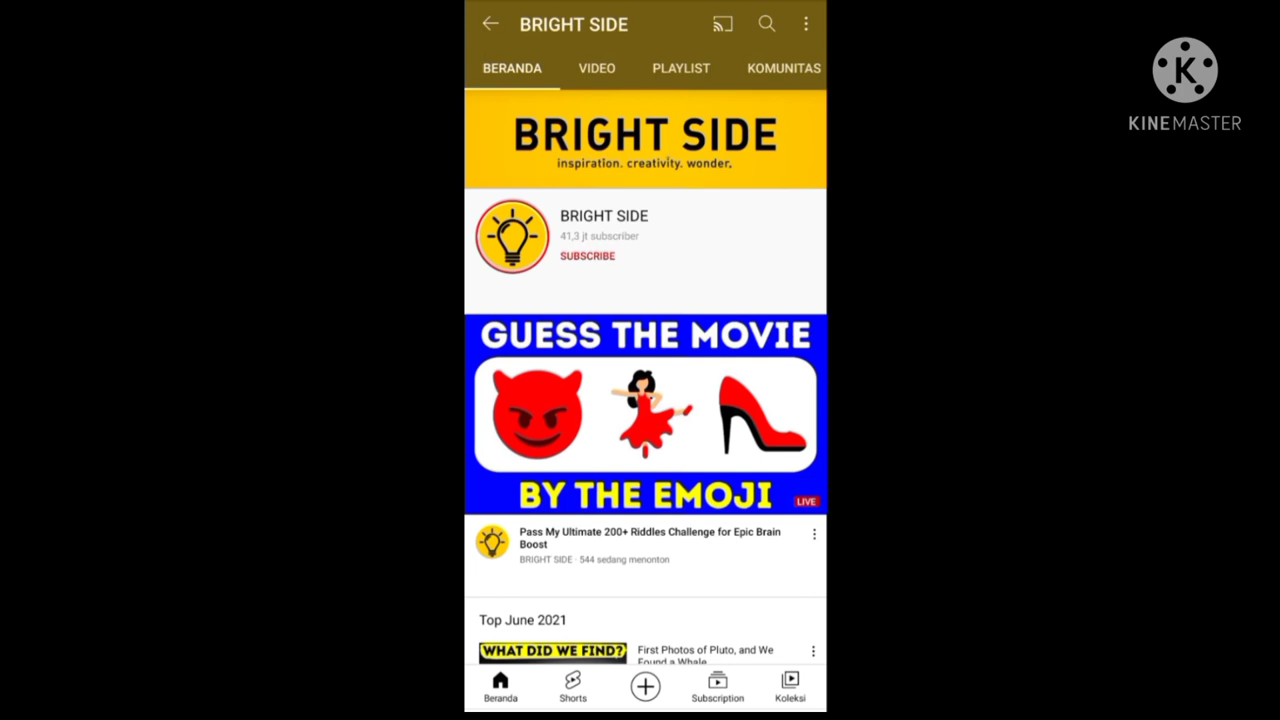 BRIGHT SIDE
BERANDA VIDEO PLAYLIST KOMUNITAS
K
KINEMASTER
BRIGHT SIDE
inspiration. creativity. wonder.
BRIGHT SIDE
41,3 jt subscriber
SUBSCRIBE
GUESS THE MOVIE
BY THE EMOJI
LIVE
Pass My Ultimate 200+ Riddles Challenge for Epic Brain
Boost
BRIGHT SIDE · 544 sedang menonton
Top June 2021
WHAT DID WE FIND?
First Photos of Pluto, and We
Found a Whale
Beranda Shorts Subscription Koleksi